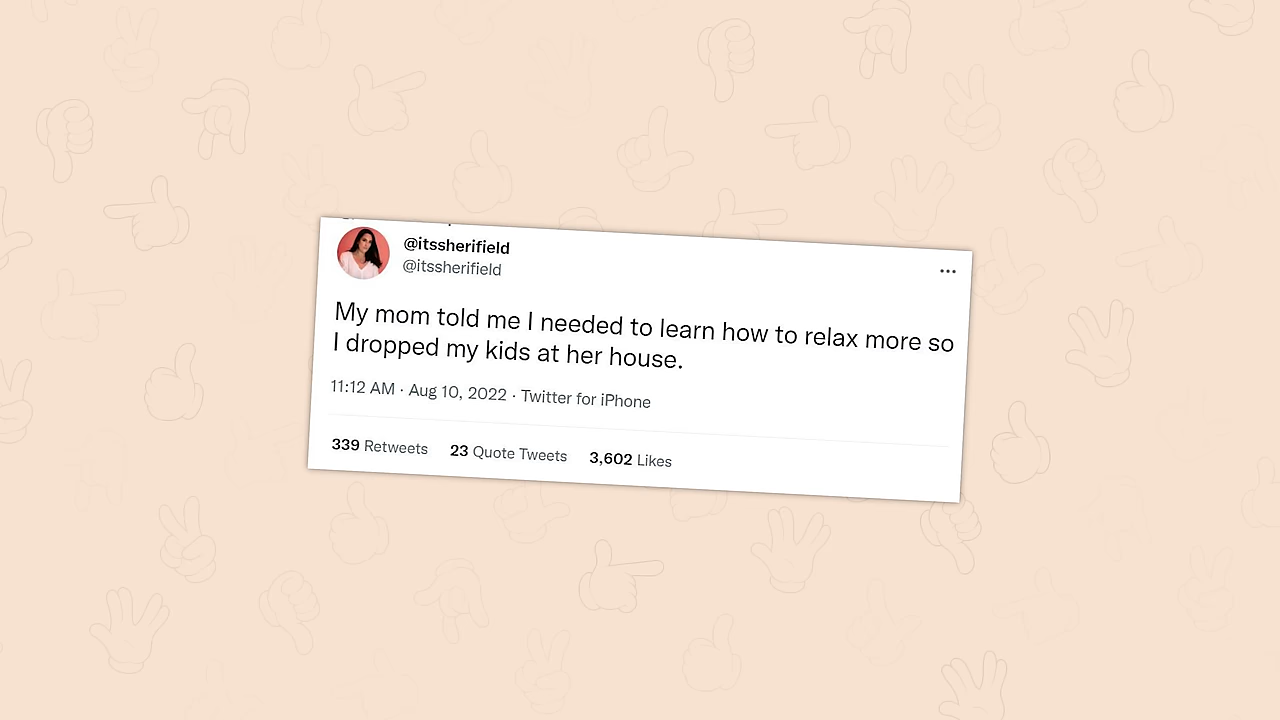 @itssherifield
@itssherifield
My mom told me I needed to learn how to relax more so
I dropped my kids at her house.
11:12 AM · Aug 10, 2022 · Twitter for iPhone
339 Retweets 23 Quote Tweets 3,602 Likes